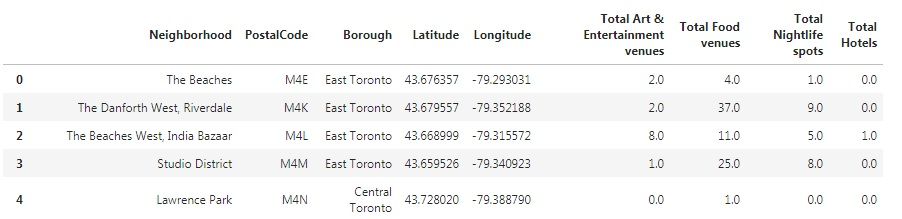 Neighborhood PostalCode Borough Latitude Longitude Total Art & Entertainment venues Total Food venues Total Nightlife spots Total Hotels
0 The Beaches M4E East Toronto 43.676357 -79.293031 2.0 4.0 1.0 0.0
1 The Danforth West, Riverdale M4K East Toronto 43.679557 -79.352188 2.0 37.0 9.0 0.0
2 The Beaches West, India Bazaar M4L East Toronto 43.668999 -79.315572 8.0 11.0 5.0 1.0
3 Studio District M4M East Toronto 43.659526 -79.340923 1.0 25.0 8.0 0.0
4 Lawrence Park M4N Central Toronto 43.728020 -79.388790 0.0 1.0 0.0 0.0